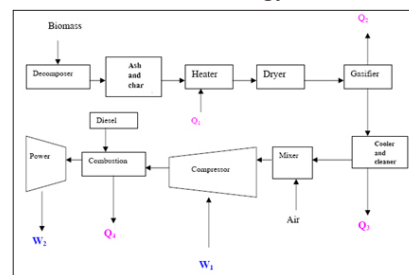 Biomass
Q2
Decomposer
Ash
and
char
Heater
Dryer
Gasifier
Q1
Diesel
Power
Combustion
Compressor
Mixer
Cooler
and
cleaner
Air
W2
Q4
W1
Q3